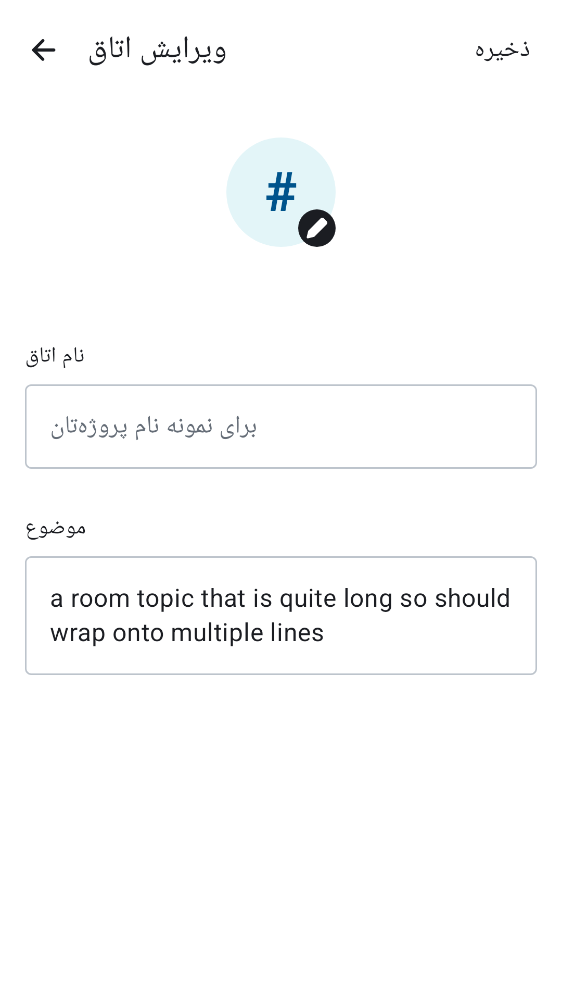 ویرایش اتاق
ذخیره
#
نام اتاق
برای نمونه نام پروژه‌تان
موضوع
a room topic that is quite long so should
wrap onto multiple lines